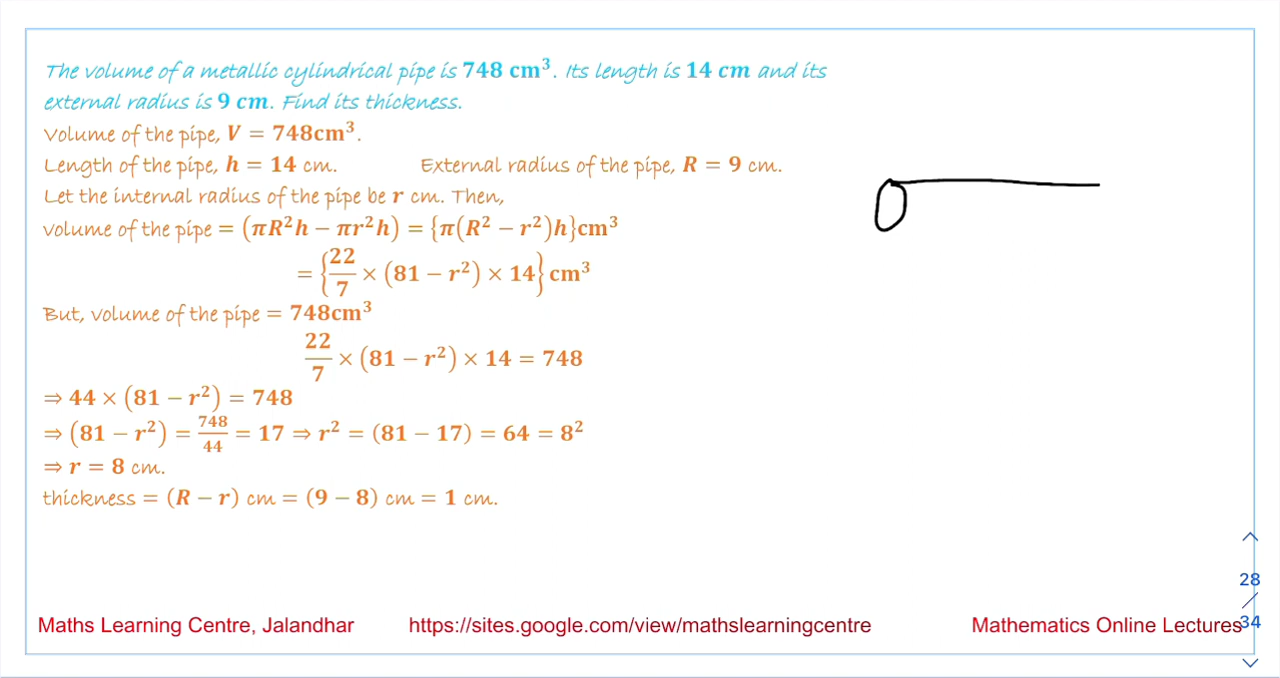 The volume of a metallic cylindrical pipe is 748 cm³. Its length is 14 cm and its
external radius is 9 cm. Find its thickness.
Volume of the pipe, V = 748cm³.
Length of the pipe, h = 14 cm. External radius of the pipe, R = 9 cm.
Let the internal radius of the pipe be r cm. Then,
volume of the pipe = (πR²h − πr²h) = {π(R² − r²)h}cm³
= {22/7 × (81 − r²) × 14} cm³
But, volume of the pipe = 748cm³
22/7 × (81 − r²) × 14 = 748
⇒ 44 × (81 − r²) = 748
⇒ (81 − r²) = 748/44 = 17 ⇒ r² = (81 − 17) = 64 = 8²
⇒ r = 8 cm.
thickness = (R − r) cm = (9 − 8) cm = 1 cm.
28
/
34
Maths Learning Centre, Jalandhar https://sites.google.com/view/mathslearningcentre Mathematics Online Lectures